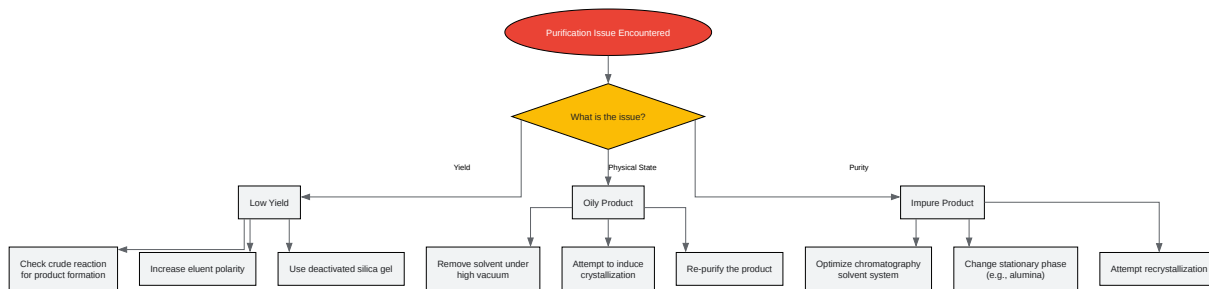 Purification Issue Encountered
What is the issue?
Yield
Physical State
Purity
Low Yield
Oily Product
Impure Product
Check crude reaction
for product formation
Increase eluent polarity
Use deactivated silica gel
Remove solvent under
high vacuum
Attempt to induce
crystallization
Re-purify the product
Optimize chromatography
solvent system
Change stationary phase
(e.g., alumina)
Attempt recrystallization